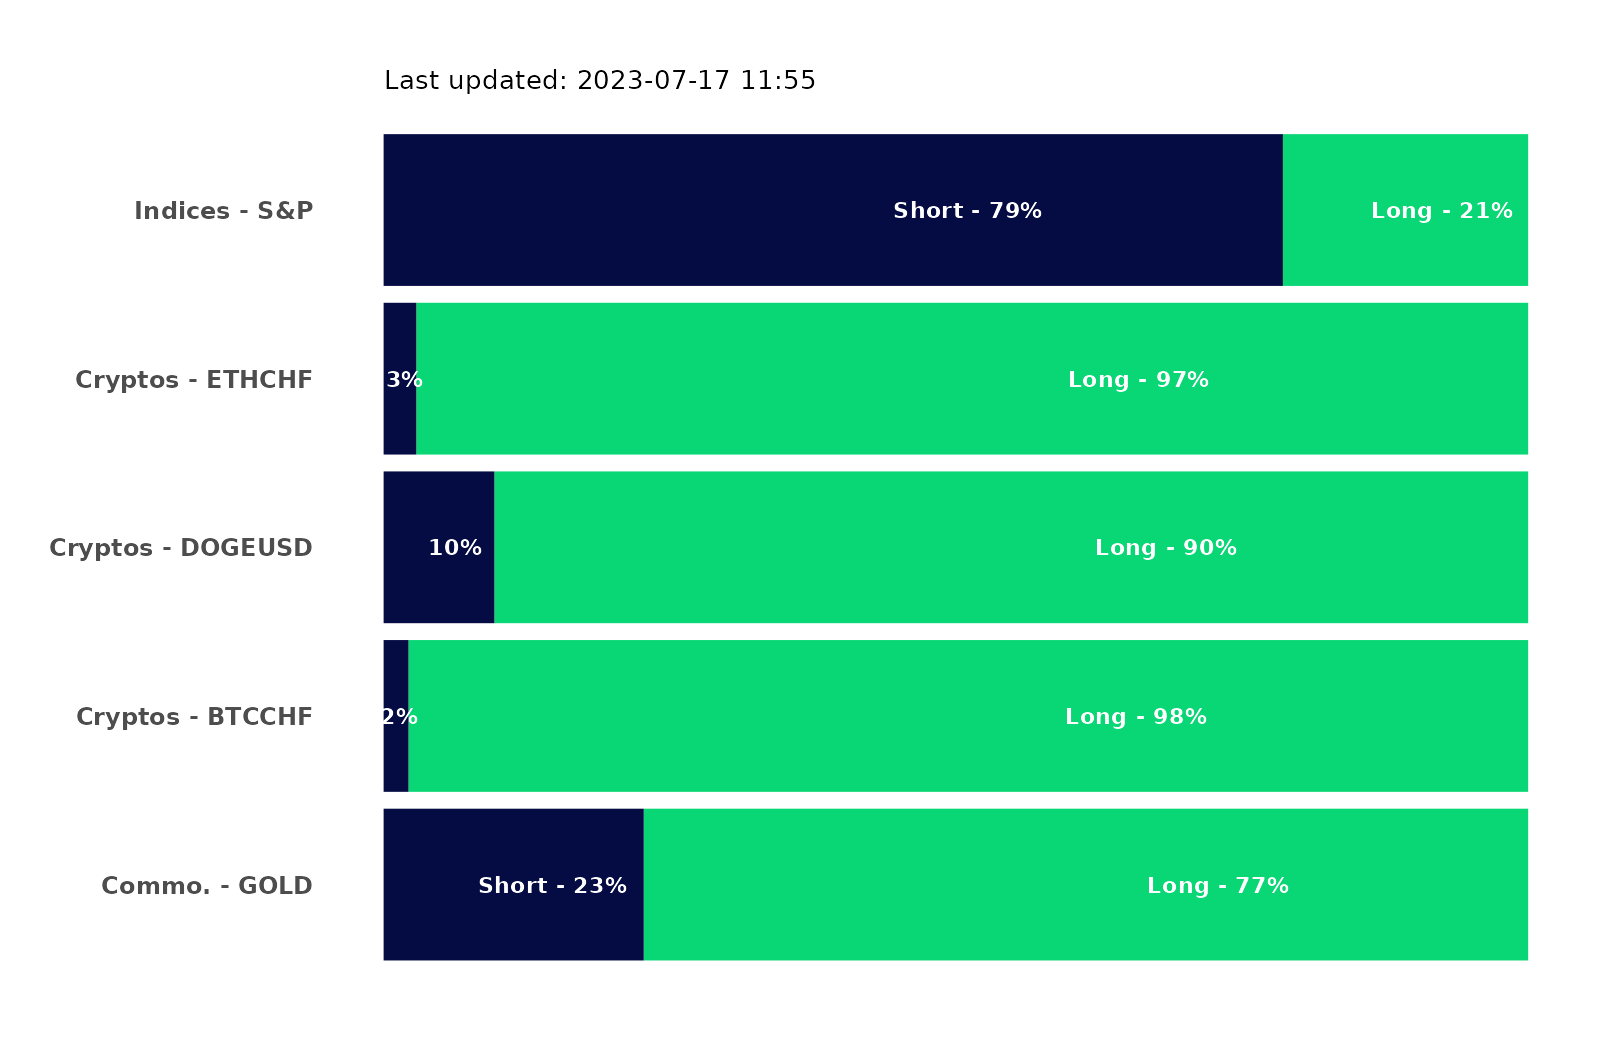 Last updated: 2023-07-17 11:55
Indices - S&P
Short - 79%
Long - 21%
Cryptos - ETHCHF
3%
Long - 97%
Cryptos - DOGEUSD
10%
Long - 90%
Cryptos - BTCCHF
2%
Long - 98%
Commo. - GOLD
Short - 23%
Long - 77%